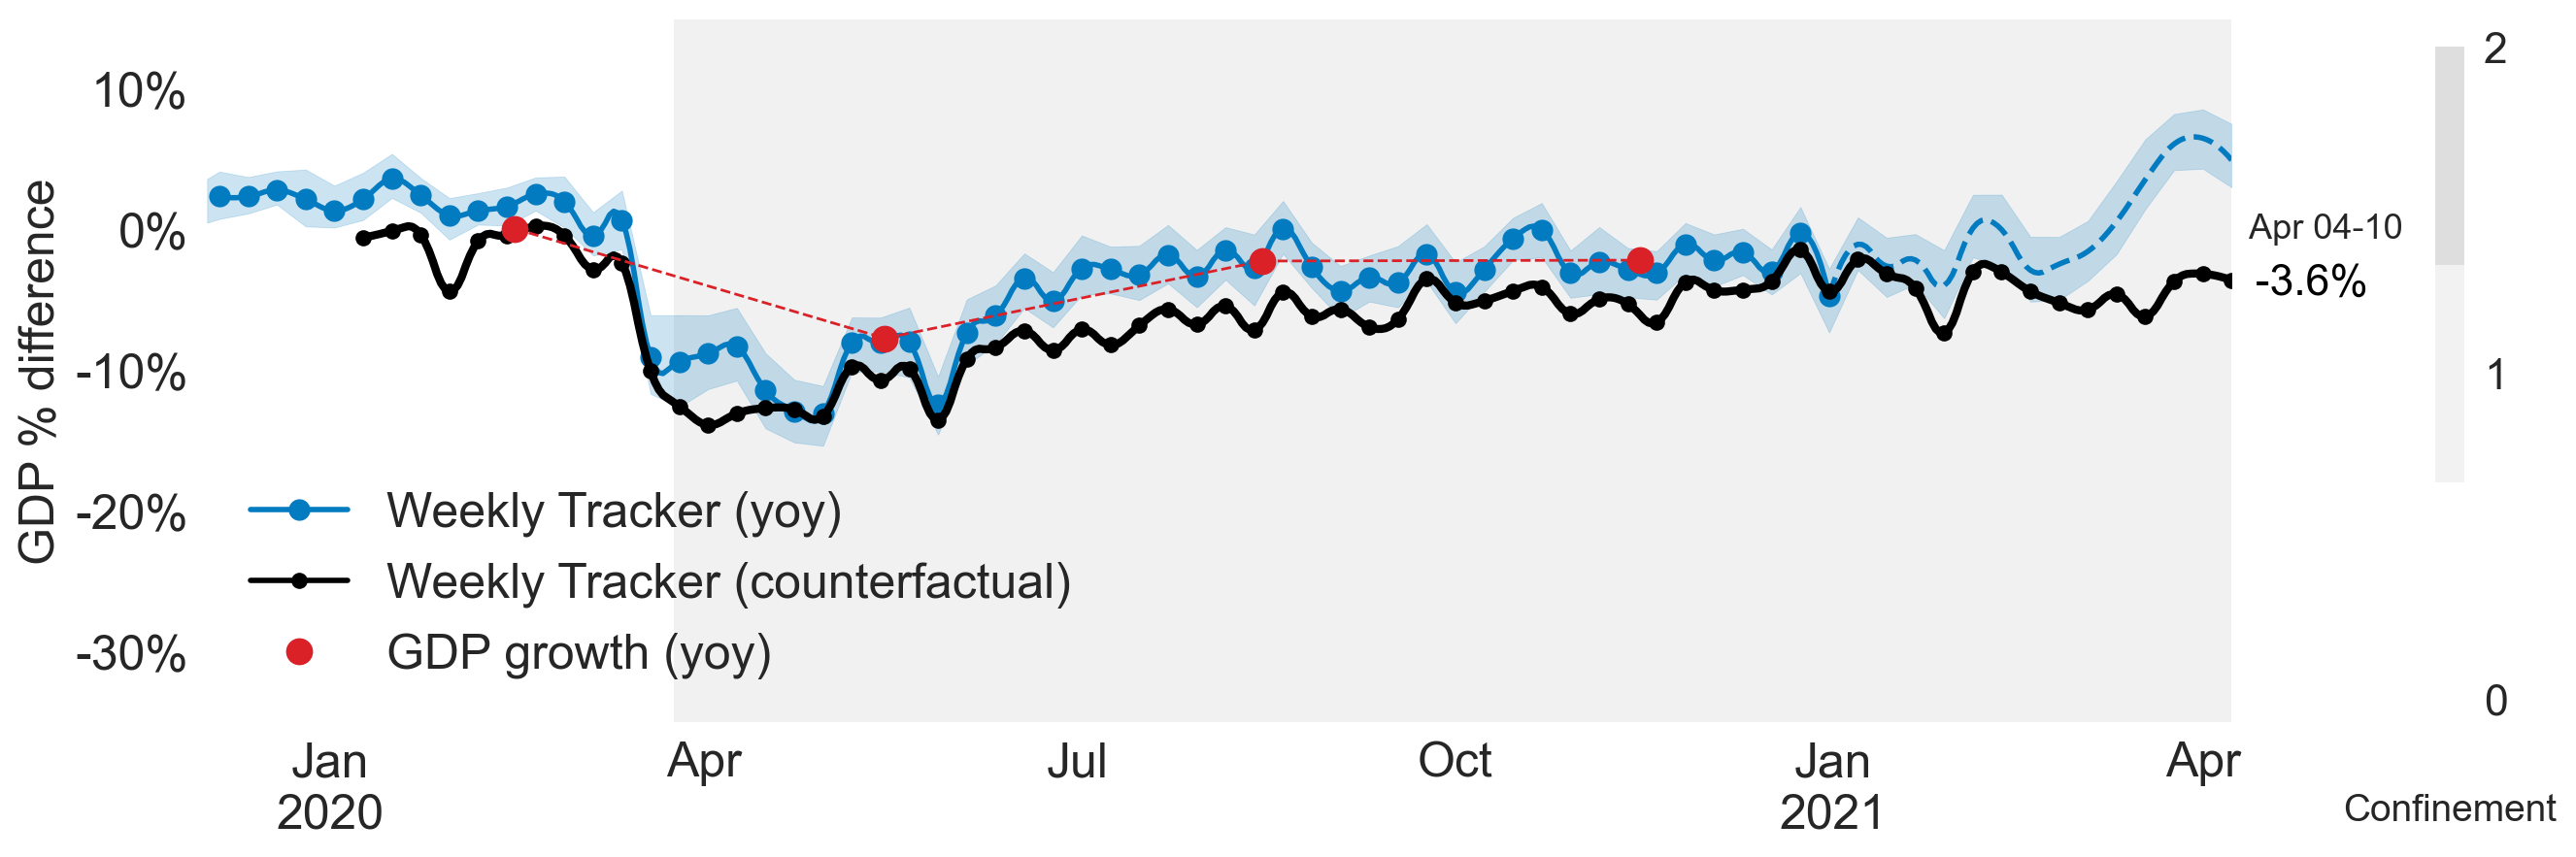 GDP % difference
10%
0%
-10%
-20%
-30%
Weekly Tracker (yoy)
Weekly Tracker (counterfactual)
GDP growth (yoy)
Jan
2020
Apr
Jul
Oct
Jan
2021
Apr
Apr 04-10
-3.6%
2
1
0
Confinement